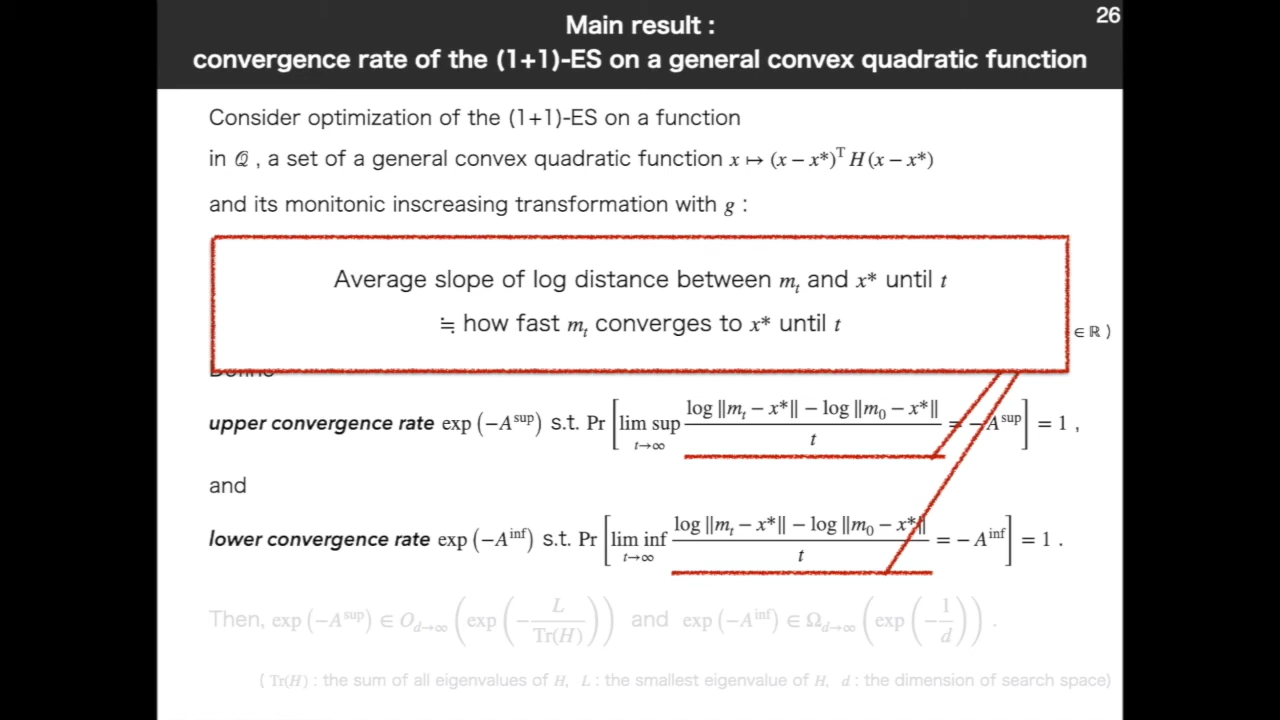 26
Main result :
convergence rate of the (1+1)-ES on a general convex quadratic function
Consider optimization of the (1+1)-ES on a function
in 𝒬 , a set of a general convex quadratic function x ↦ (x − x*)ᵀ H (x − x*)
and its monitonic inscreasing transformation with g :
Average slope of log distance between mₜ and x* until t
≒ how fast mₜ converges to x* until t
∈ ℝ )
Define
upper convergence rate exp (−A^sup) s.t. Pr [ lim sup_{t→∞} (log ‖mₜ − x*‖ − log ‖m₀ − x*‖) / t = −A^sup ] = 1 ,
and
lower convergence rate exp (−A^inf) s.t. Pr [ lim inf_{t→∞} (log ‖mₜ − x*‖ − log ‖m₀ − x*‖) / t = − A^inf ] = 1 .
Then, exp (−A^sup) ∈ O_{d→∞} ( exp ( − L / Tr(H) ) ) and exp (−A^inf) ∈ Ω_{d→∞} ( exp ( − 1 / d ) ) .
( Tr(H) : the sum of all eigenvalues of H, L : the smallest eigenvalue of H, d : the dimension of search space)